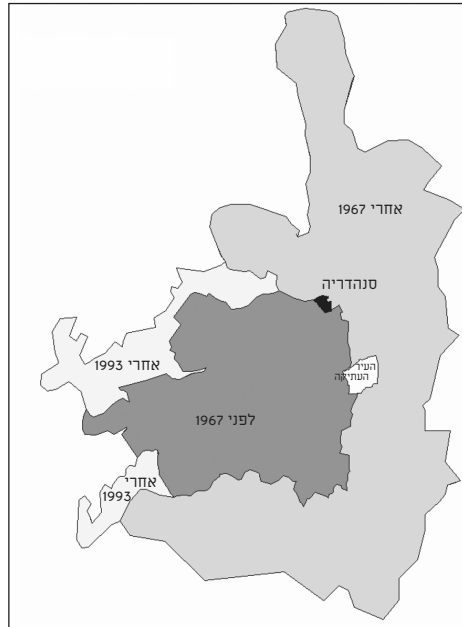 אחרי 1967
סנהדריה
אחרי 1993
העיר
העתיקה
לפני 1967
אחרי
1993